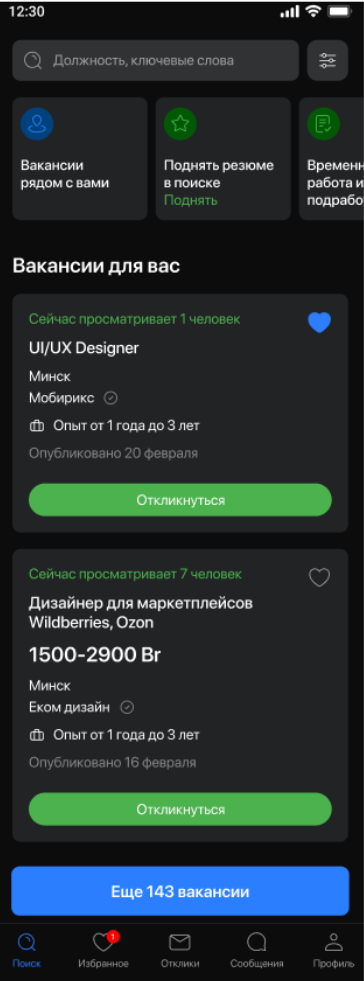 12:30
Должность, ключевые слова
Вакансии
рядом с вами
Поднять резюме
в поиске
Поднять
Временн
работа и
подрабо
Вакансии для вас
Сейчас просматривает 1 человек
UI/UX Designer
Минск
Мобирикс
Опыт от 1 года до 3 лет
Опубликовано 20 февраля
Откликнуться
Сейчас просматривает 7 человек
Дизайнер для маркетплейсов
Wildberries, Ozon
1500-2900 Br
Минск
Еком дизайн
Опыт от 1 года до 3 лет
Опубликовано 16 февраля
Откликнуться
Еще 143 вакансии
1
Поиск
Избранное
Отклики
Сообщения
Профиль